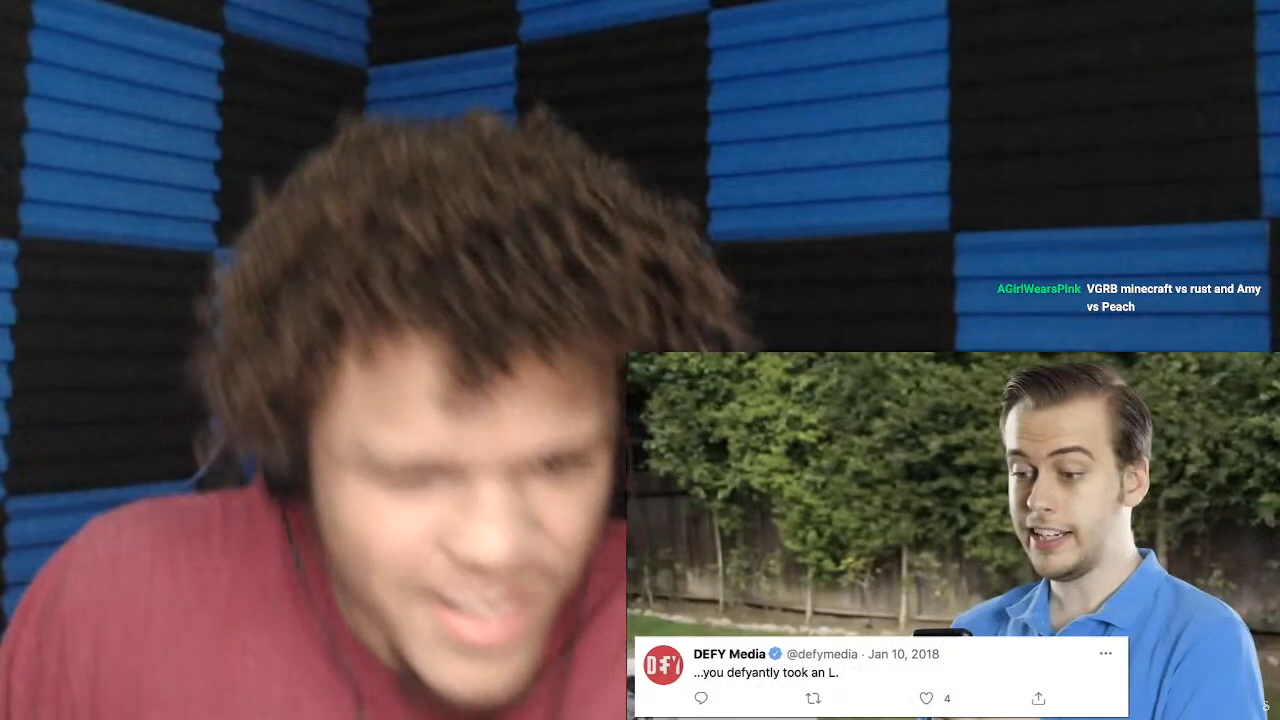 AGirlWearsPink VGRB minecraft vs rust and Amy
vs Peach
DEFY Media @defymedia · Jan 10, 2018
DEFY
...you defyantly took an L.
4